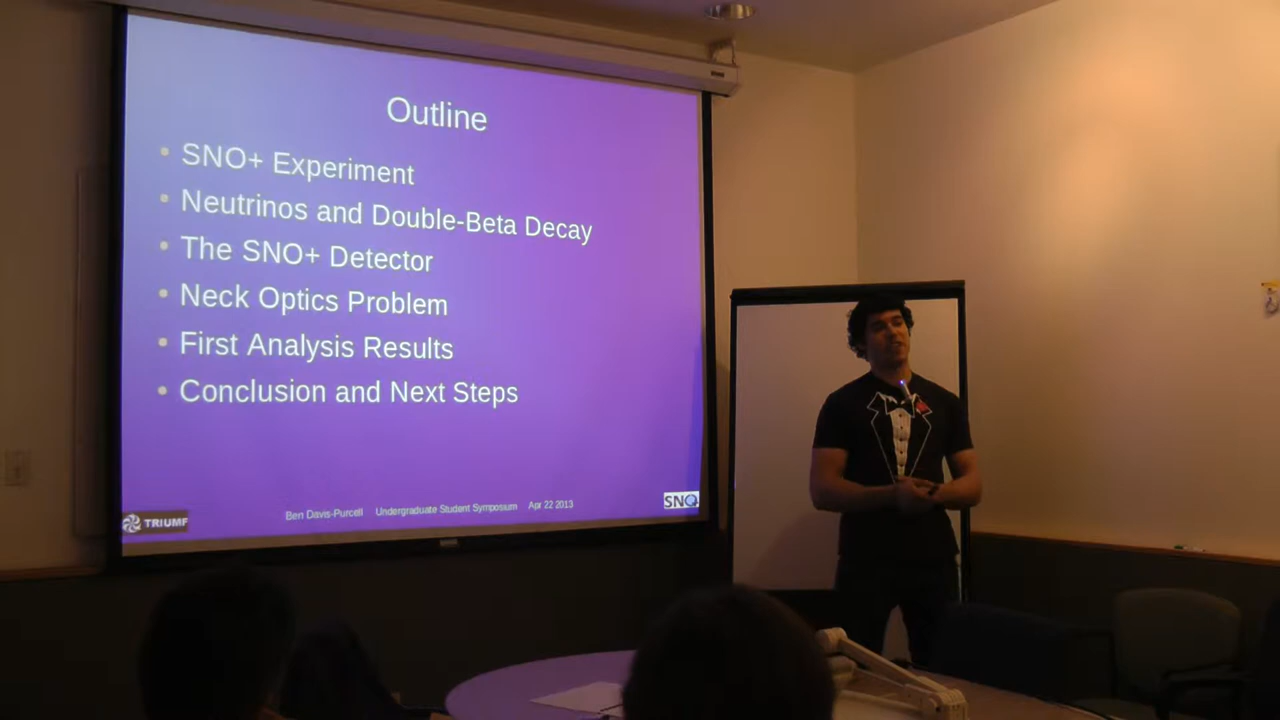 Outline
• SNO+ Experiment
• Neutrinos and Double-Beta Decay
• The SNO+ Detector
• Neck Optics Problem
• First Analysis Results
• Conclusion and Next Steps
TRIUMF
Ben Davis-Purcell Undergraduate Student Symposium Apr 22 2013
SNO+